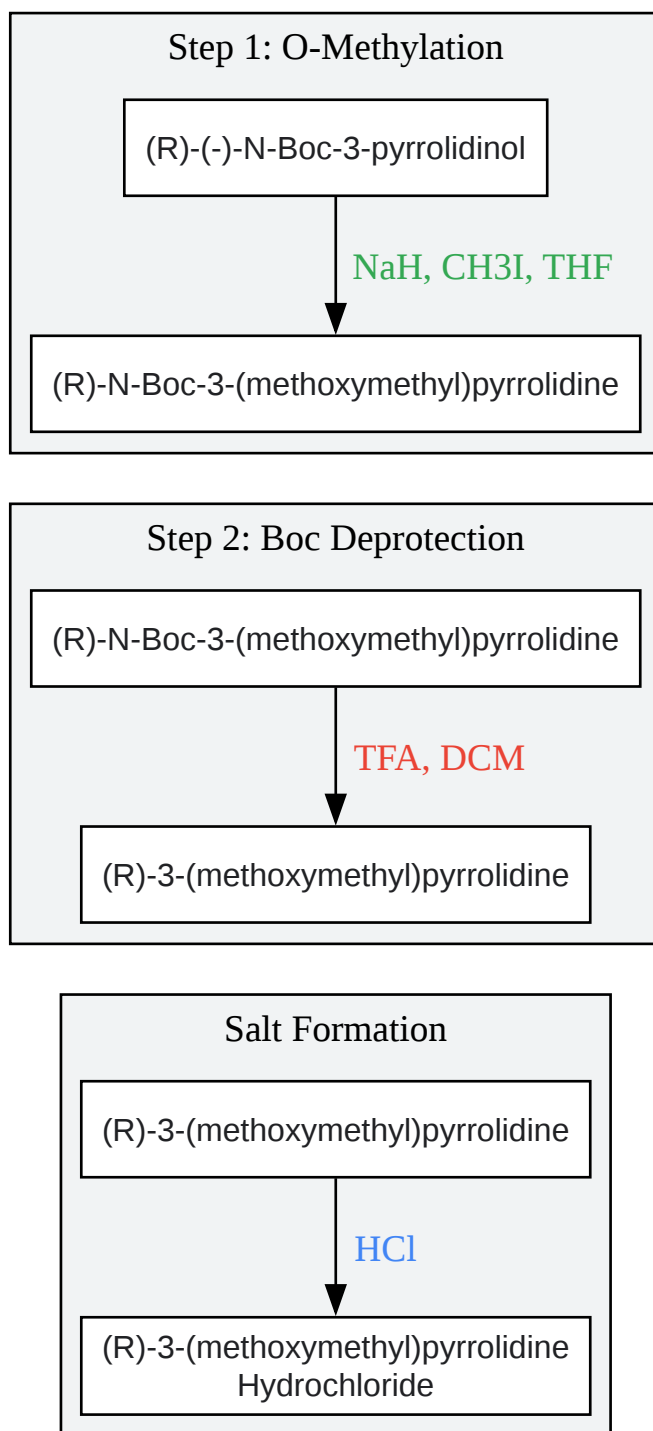 Step 1: O-Methylation
(R)-(-)-N-Boc-3-pyrrolidinol
NaH, CH3I, THF
(R)-N-Boc-3-(methoxymethyl)pyrrolidine
Step 2: Boc Deprotection
(R)-N-Boc-3-(methoxymethyl)pyrrolidine
TFA, DCM
(R)-3-(methoxymethyl)pyrrolidine
Salt Formation
(R)-3-(methoxymethyl)pyrrolidine
HCl
(R)-3-(methoxymethyl)pyrrolidine
Hydrochloride